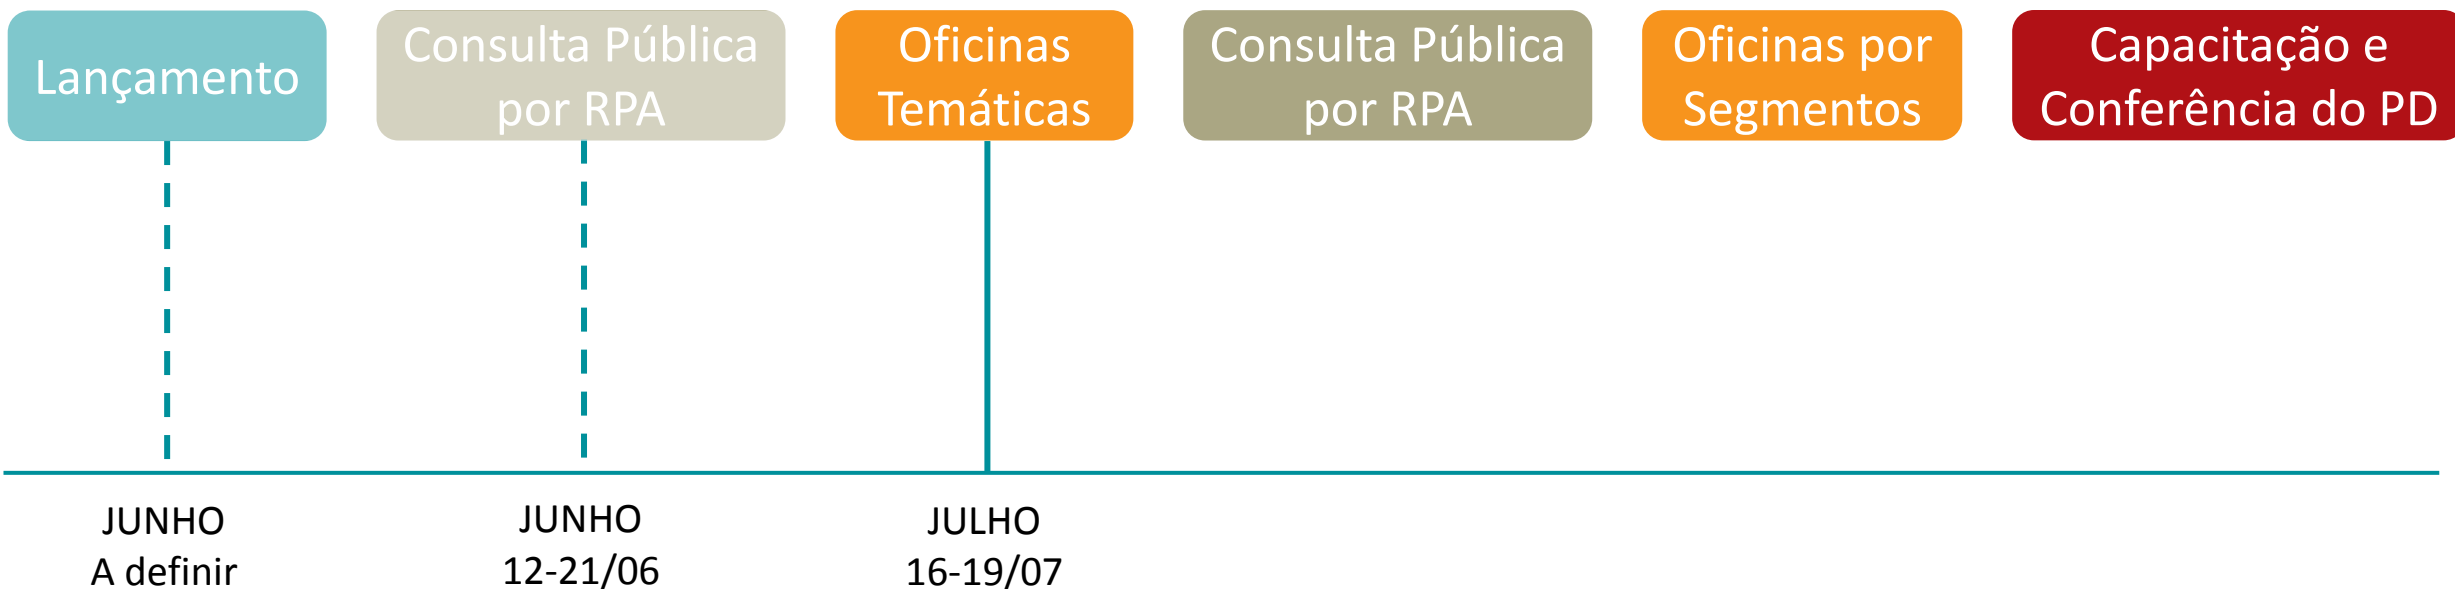 Lançamento
Consulta Pública
por RPA
Oficinas
Temáticas
Consulta Pública
por RPA
Oficinas por
Segmentos
Capacitação e
Conferência do PD
JUNHO
A definir
JUNHO
12-21/06
JULHO
16-19/07